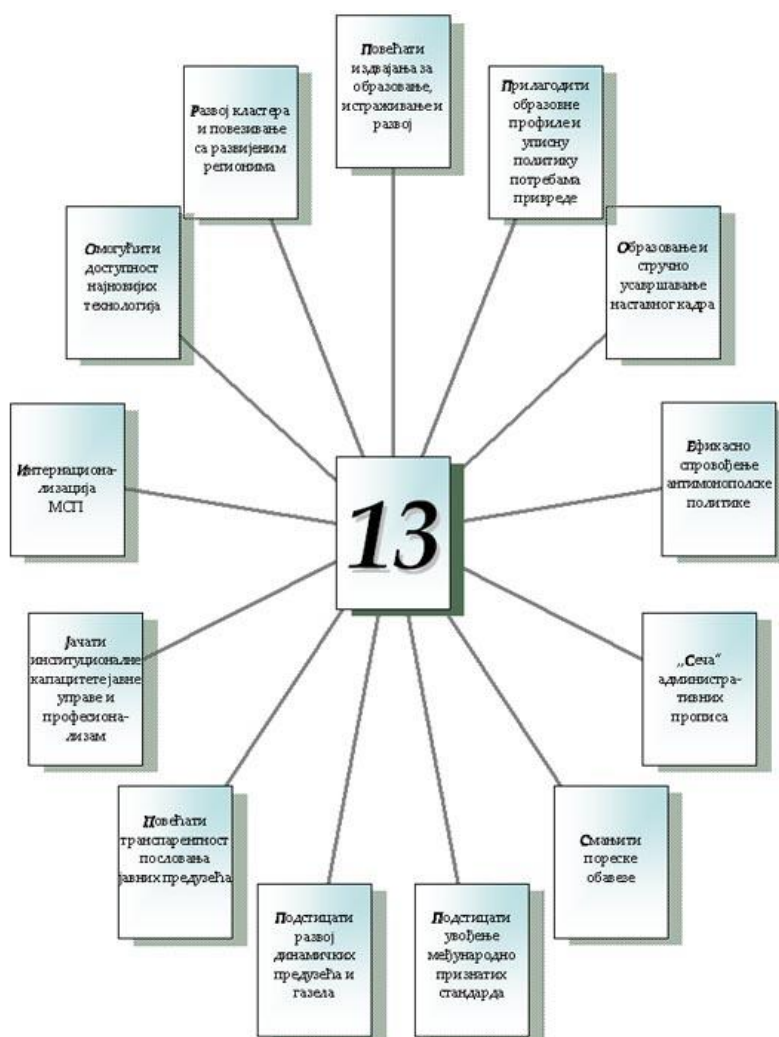 Повећати
издвајања за
образовање,
истраживање и
развој
Прилагодити
образовне
профиле и
уписну
политику
потребама
привреде
Образовање и
стручно
усавршавање
наставног кадра
Ефикасно
спровођење
антимонополске
политике
„Сеча“
административ-
них
прописа
Смањити
пореске
обавезе
Подстицати
увођење
међународно
признатих
стандарда
Подстицати
развој
динамичких
предузећа и
газела
Повећати
транспарентност
пословања
јавних предузећа
Јачати
институционалне
капацитете јавне
управе и
професиона-
лизам
Интернационa-
лизација
МСП
Омогућити
доступност
најновијих
технологија
Развој кластера
и повезивање
са развијеним
регионима
13